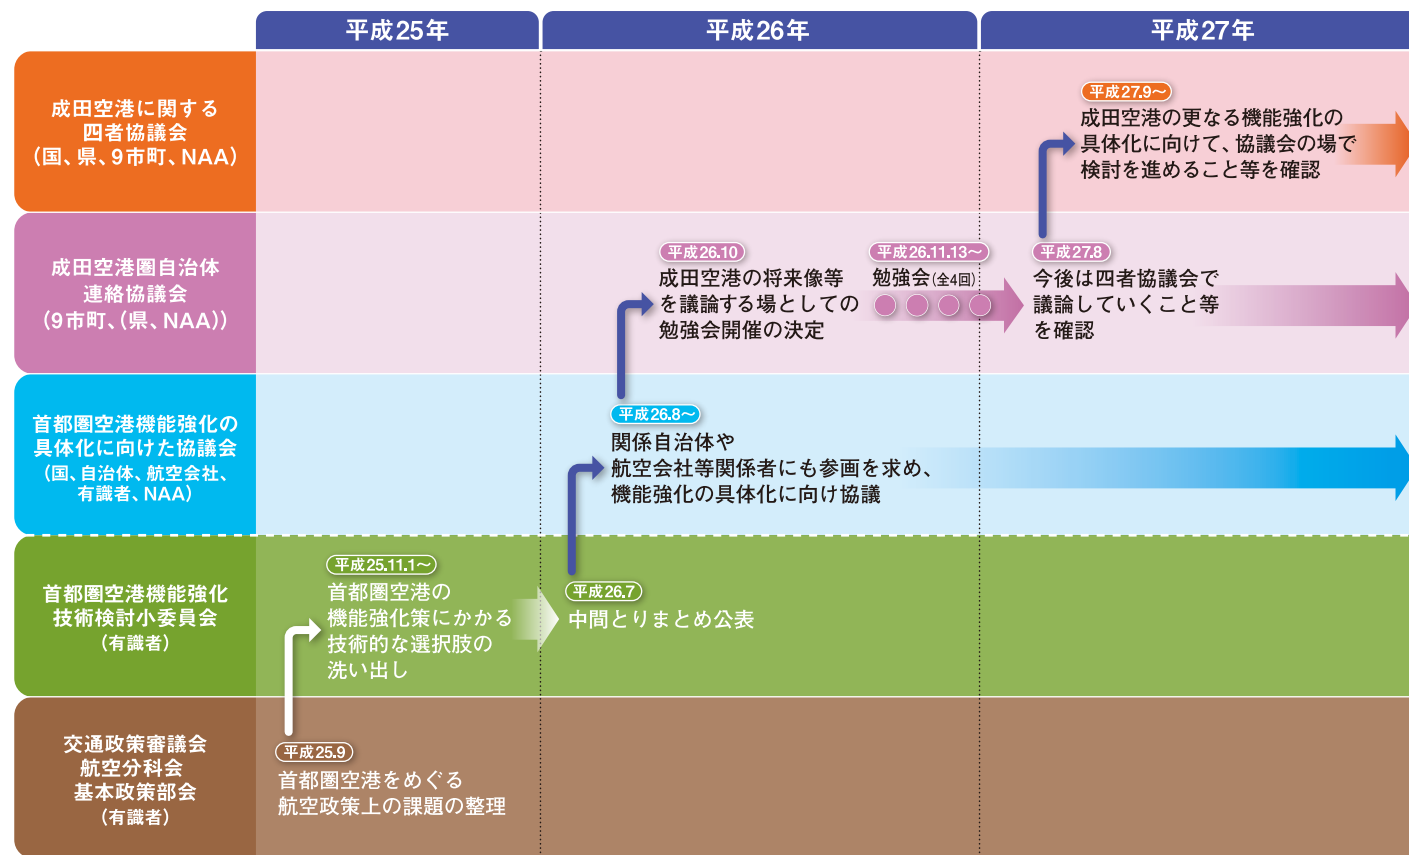 平成25年
平成26年
平成27年
成田空港に関する
四者協議会
（国、県、9市町、NAA）
平成27.9～
成田空港の更なる機能強化の
具体化に向けて、協議会の場で
検討を進めること等を確認
成田空港圏自治体
連絡協議会
（9市町、（県、NAA））
平成26.10
成田空港の将来像等
を議論する場としての
勉強会開催の決定
平成26.11.13～
勉強会（全4回）
平成27.8
今後は四者協議会で
議論していくこと等
を確認
首都圏空港機能強化の
具体化に向けた協議会
（国、自治体、航空会社、
有識者、NAA）
平成26.8～
関係自治体や
航空会社等関係者にも参画を求め、
機能強化の具体化に向け協議
首都圏空港機能強化
技術検討小委員会
（有識者）
平成25.11.1～
首都圏空港の
機能強化策にかかる
技術的な選択肢の
洗い出し
平成26.7
中間とりまとめ公表
交通政策審議会
航空分科会
基本政策部会
（有識者）
平成25.9
首都圏空港をめぐる
航空政策上の課題の整理